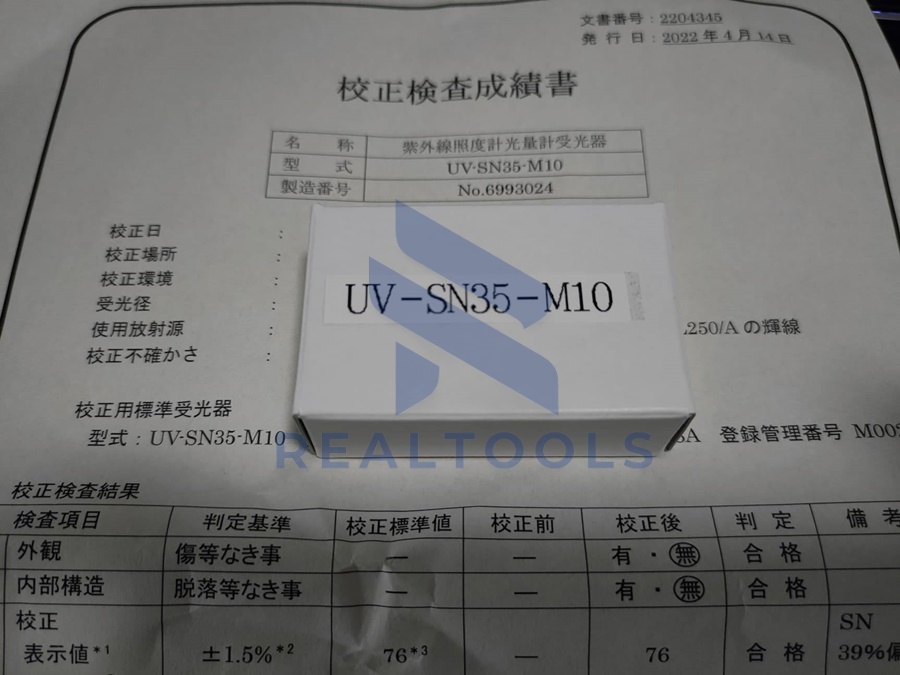 文書番号：2204345
発行日：2022年4月14日
校正検査成績書
名称 紫外線照度計光量計受光器
型式 UV-SN35-M10
製造番号 No.6993024
校正日 :
校正場所 :
校正環境 :
受光径 :
使用放射源 : 250/Aの輝線
校正不確かさ :
UV-SN35-M10
校正用標準受光器
型式：UV-SN35-M10 8A 登録管理番号 M00
REALTOOLS
校正検査結果
検査項目 判定基準 校正標準値 校正前 校正後 判定 備考
外観 傷等なき事 — — 有・無 合格
内部構造 脱落等なき事 — — 有・無 合格
校正 SN
表示値*1 ±1.5%*2 76*3 — 76 合格 39%偏